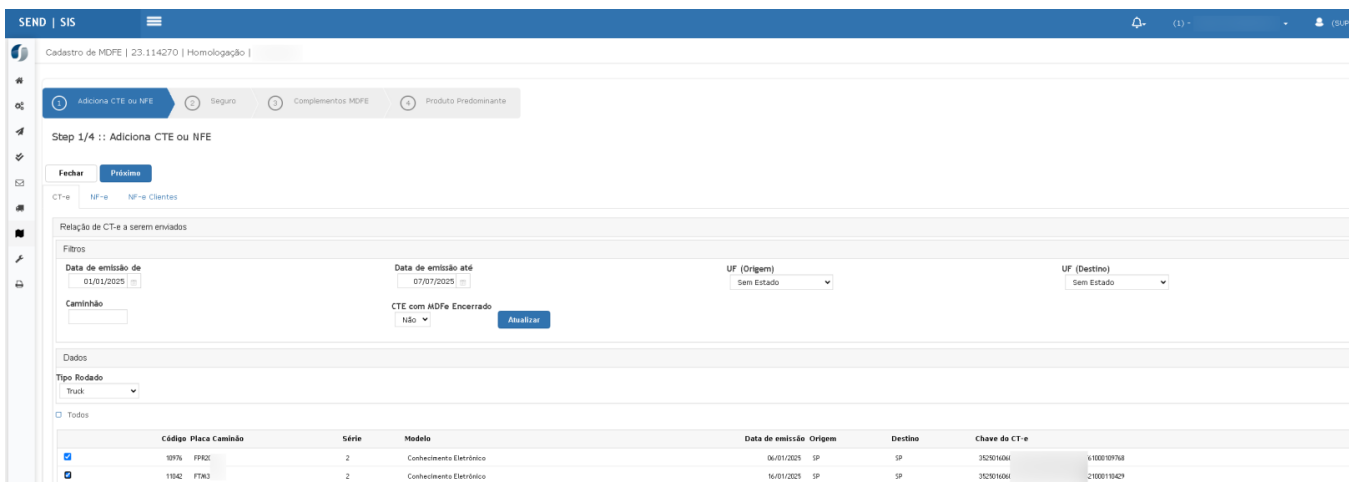 SEND | SIS
(1) -
(SUP
Cadastro de MDFE | 23.114270 | Homologação |
1 Adiciona CTE ou NFE 2 Seguro 3 Complementos MDFE 4 Produto Predominante
Step 1/4 :: Adiciona CTE ou NFE
Fechar Próximo
CT-e NF-e NF-e Clientes
Relação de CT-e a serem enviados
Filtros
Data de emissão de Data de emissão até UF (Origem) UF (Destino)
01/01/2025 07/07/2025 Sem Estado Sem Estado
Caminhão CTE com MDFe Encerrado
Não Atualizar
Dados
Tipo Rodado
Truck
Todos
Código Placa Caminão Série Modelo Data de emissão Origem Destino Chave do CT-e
10976 FPR2 2 Conhecimento Eletrônico 06/01/2025 SP SP 352501606 61000109768
11042 FTM3 2 Conhecimento Eletrônico 16/01/2025 SP SP 352501606 21000110429